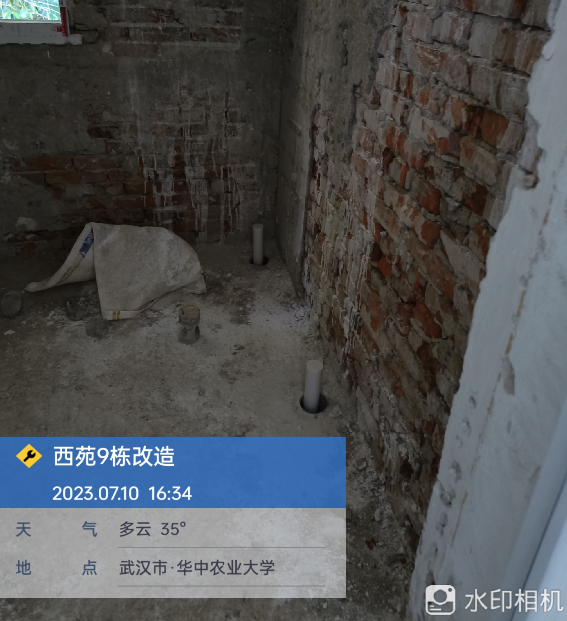 西苑9栋改造
2023.07.10 16:34
天 气 多云 35°
地 点 武汉市·华中农业大学
水印相机